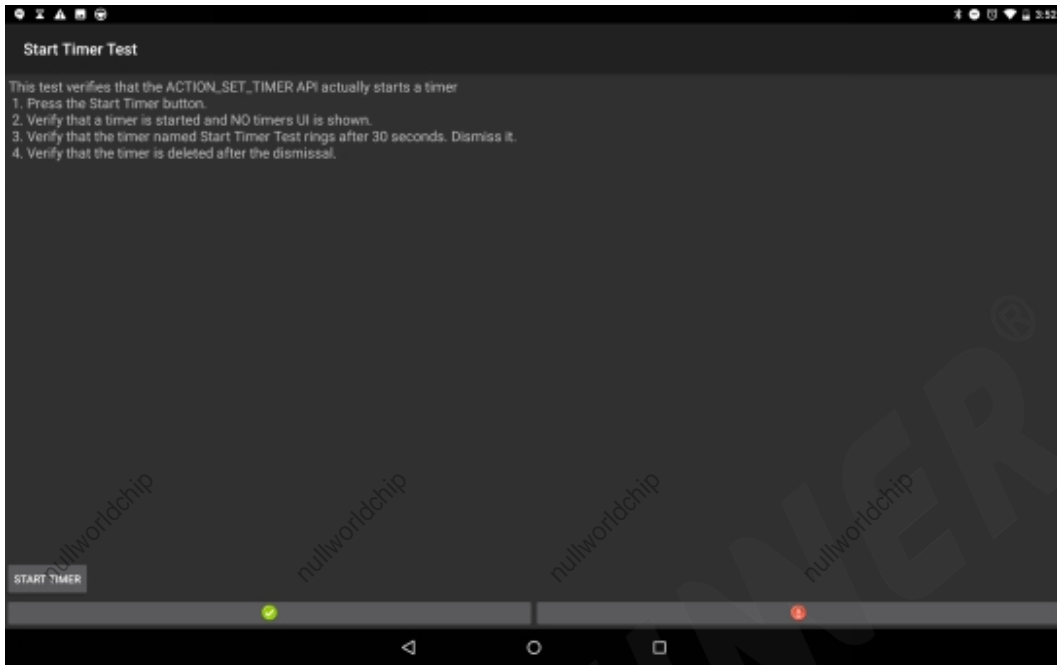 3:52
Start Timer Test
This test verifies that the ACTION_SET_TIMER API actually starts a timer
1. Press the Start Timer button.
2. Verify that a timer is started and NO timers UI is shown.
3. Verify that the timer named Start Timer Test rings after 30 seconds. Dismiss it.
4. Verify that the timer is deleted after the dismissal.
nullworldchip nullworldchip nullworldchip nullworldchip
START TIMER